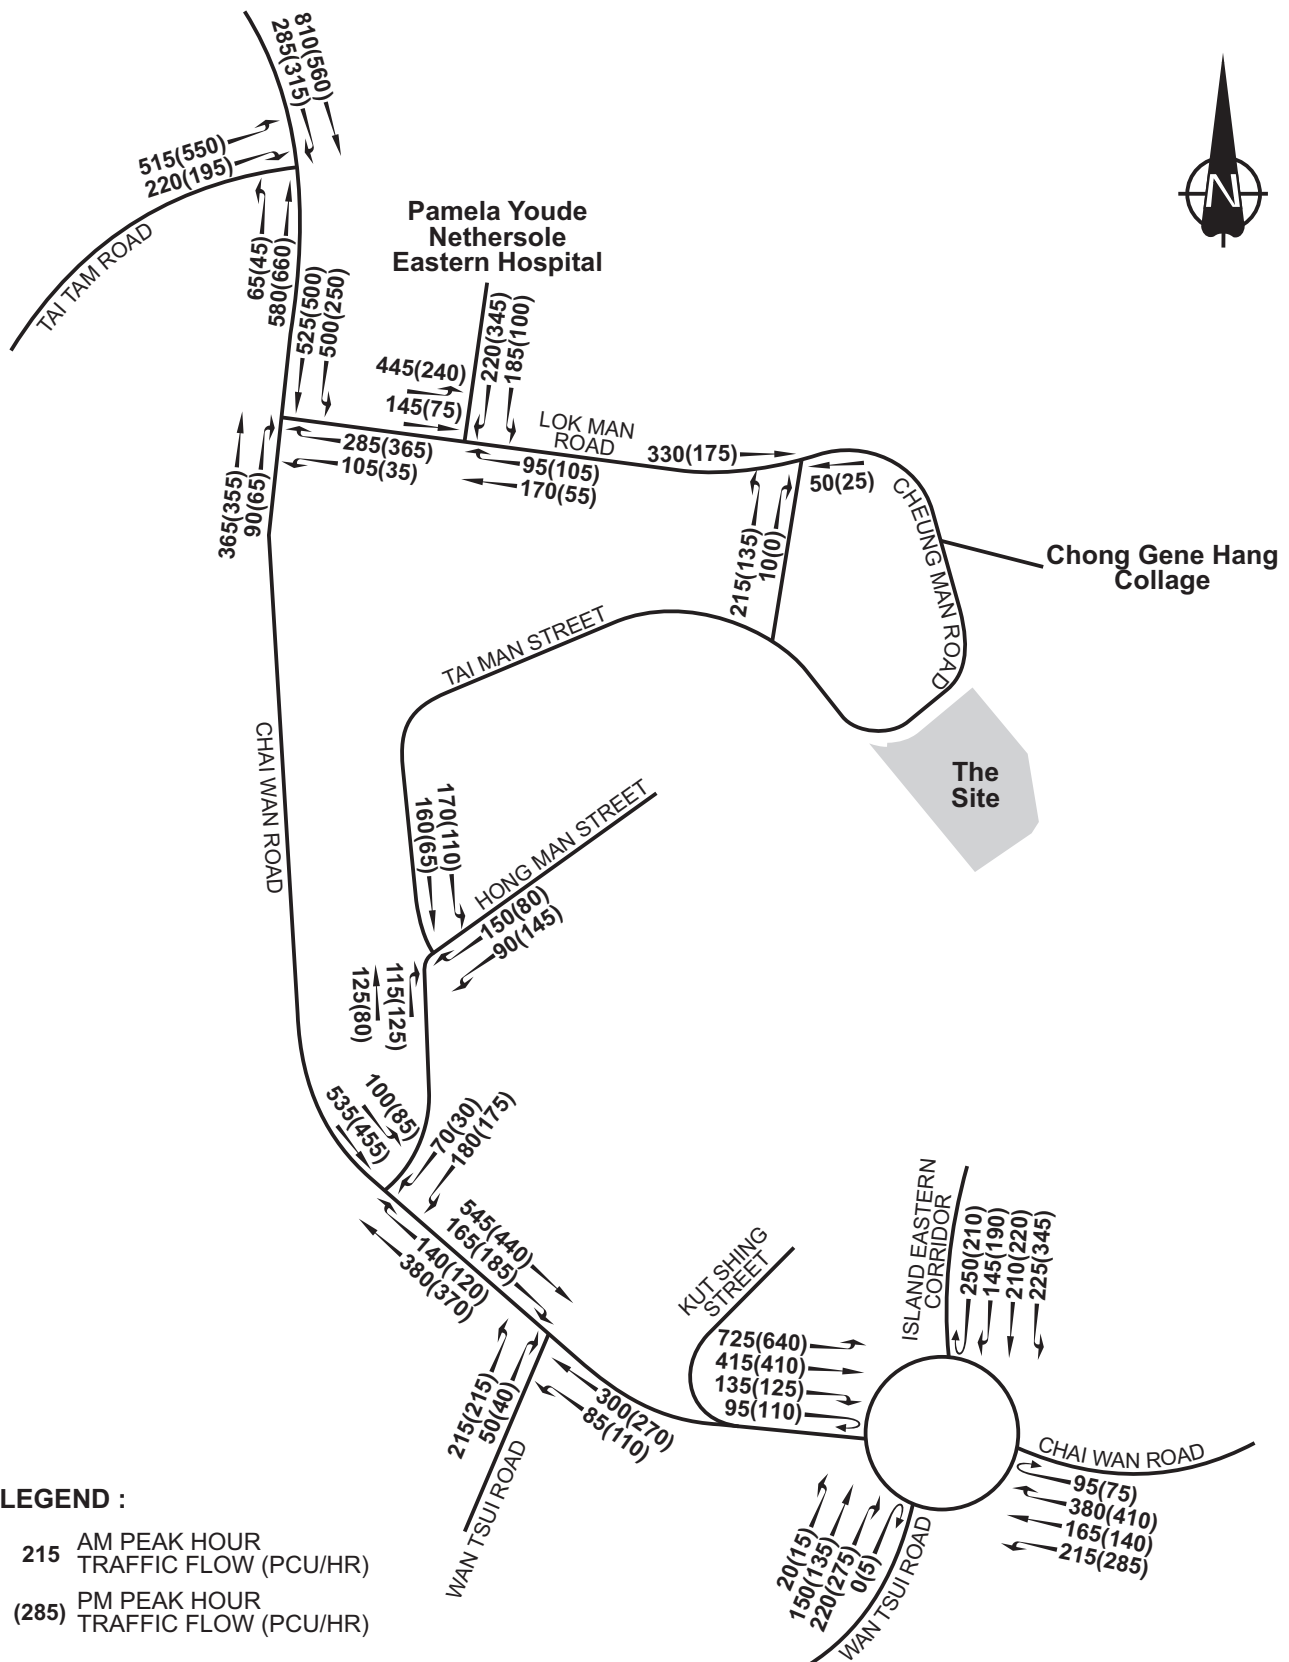 810(560)
285(315)
515(550)
220(195)
TAI TAM ROAD
65(45)
580(660)
525(500)
500(250)
Pamela Youde
Nethersole
Eastern Hospital
N
220(345)
185(100)
445(240)
145(75)
LOK MAN
ROAD
285(365)
105(35)
95(105)
170(55)
330(175)
50(25)
365(355)
90(65)
215(135)
10(0)
CHEUNG MAN ROAD
Chong Gene Hang
Collage
TAI MAN STREET
CHAI WAN ROAD
The
Site
170(110)
160(65)
HONG MAN STREET
150(80)
90(145)
115(125)
125(80)
100(85)
535(455)
70(30)
180(175)
545(440)
165(185)
140(120)
380(370)
KUT SHING
STREET
ISLAND EASTERN
CORRIDOR
250(210)
145(190)
210(220)
225(345)
725(640)
415(410)
135(125)
95(110)
215(215)
50(40)
300(270)
85(110)
WAN TSUI ROAD
CHAI WAN ROAD
95(75)
380(410)
165(140)
215(285)
20(15)
150(135)
220(275)
0(5)
WAN TSUI ROAD
LEGEND :
215 AM PEAK HOUR
TRAFFIC FLOW (PCU/HR)
(285) PM PEAK HOUR
TRAFFIC FLOW (PCU/HR)